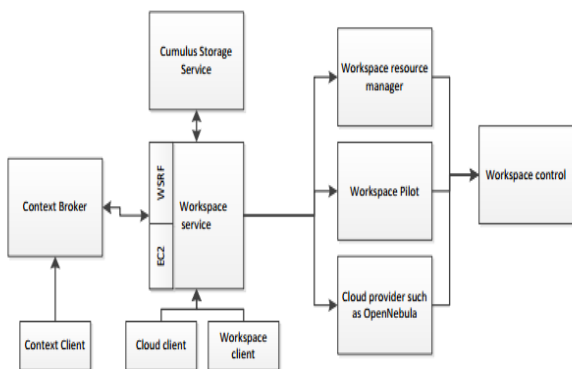 Cumulus Storage
Service
Workspace resource
manager
Context Broker
WSRF
EC2
Workspace
service
Workspace Pilot
Workspace control
Cloud provider such
as OpenNebula
Context Client
Cloud client
Workspace
client